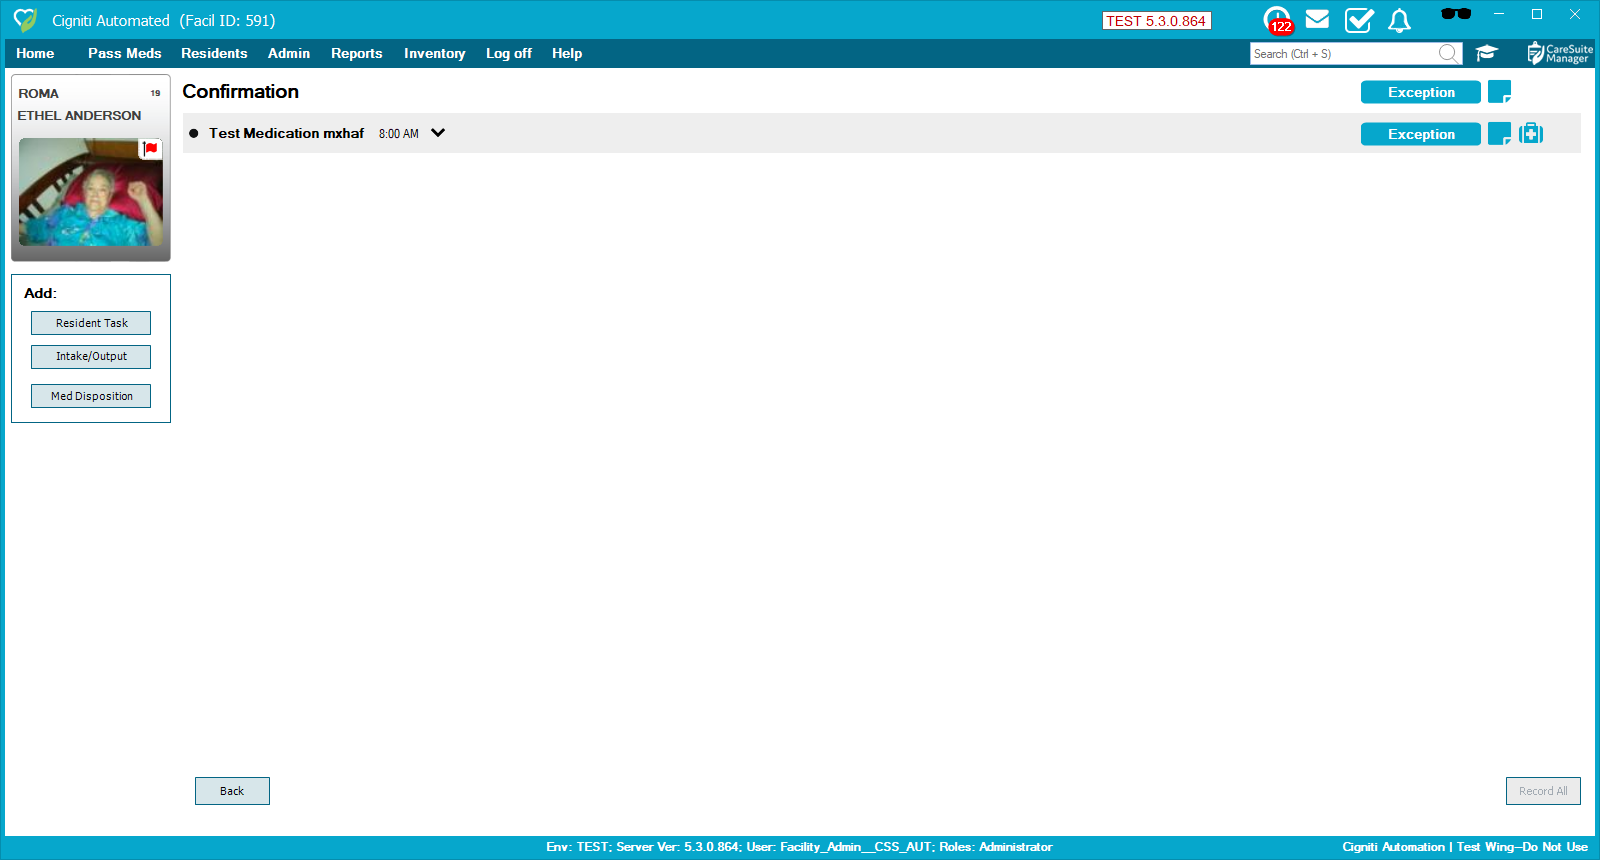 Cigniti Automated (Facil ID: 591)
TEST 5.3.0.864
122
Home Pass Meds Residents Admin Reports Inventory Log off Help
Search (Ctrl + S)
CareSuite
Manager
ROMA 19
ETHEL ANDERSON
Confirmation
Exception
Test Medication mxhaf 8:00 AM
Exception
Add:
Resident Task
Intake/Output
Med Disposition
Back
Record All
Env: TEST; Server Ver: 5.3.0.864; User: Facility_Admin__CSS_AUT; Roles: Administrator
Cigniti Automation | Test Wing--Do Not Use